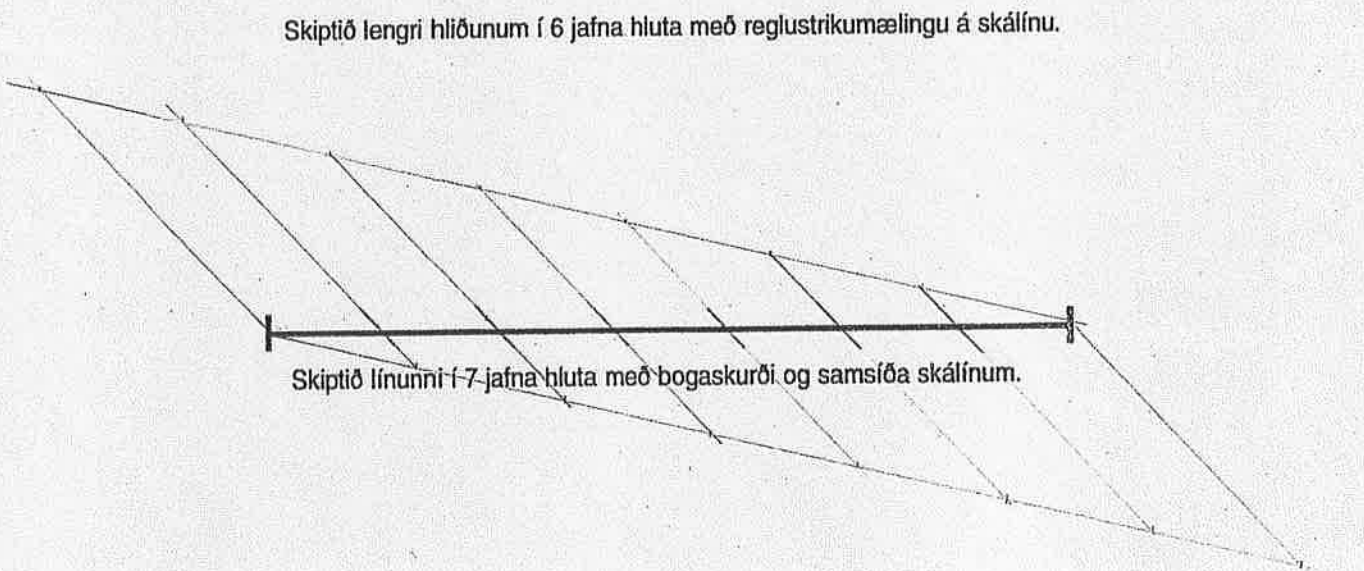 Skiptið lengri hliðunum í 6 jafna hluta með reglustrikumælingu á skálínu.
Skiptið línunni í 7 jafna hluta með bogaskurði og samsíða skálínum.